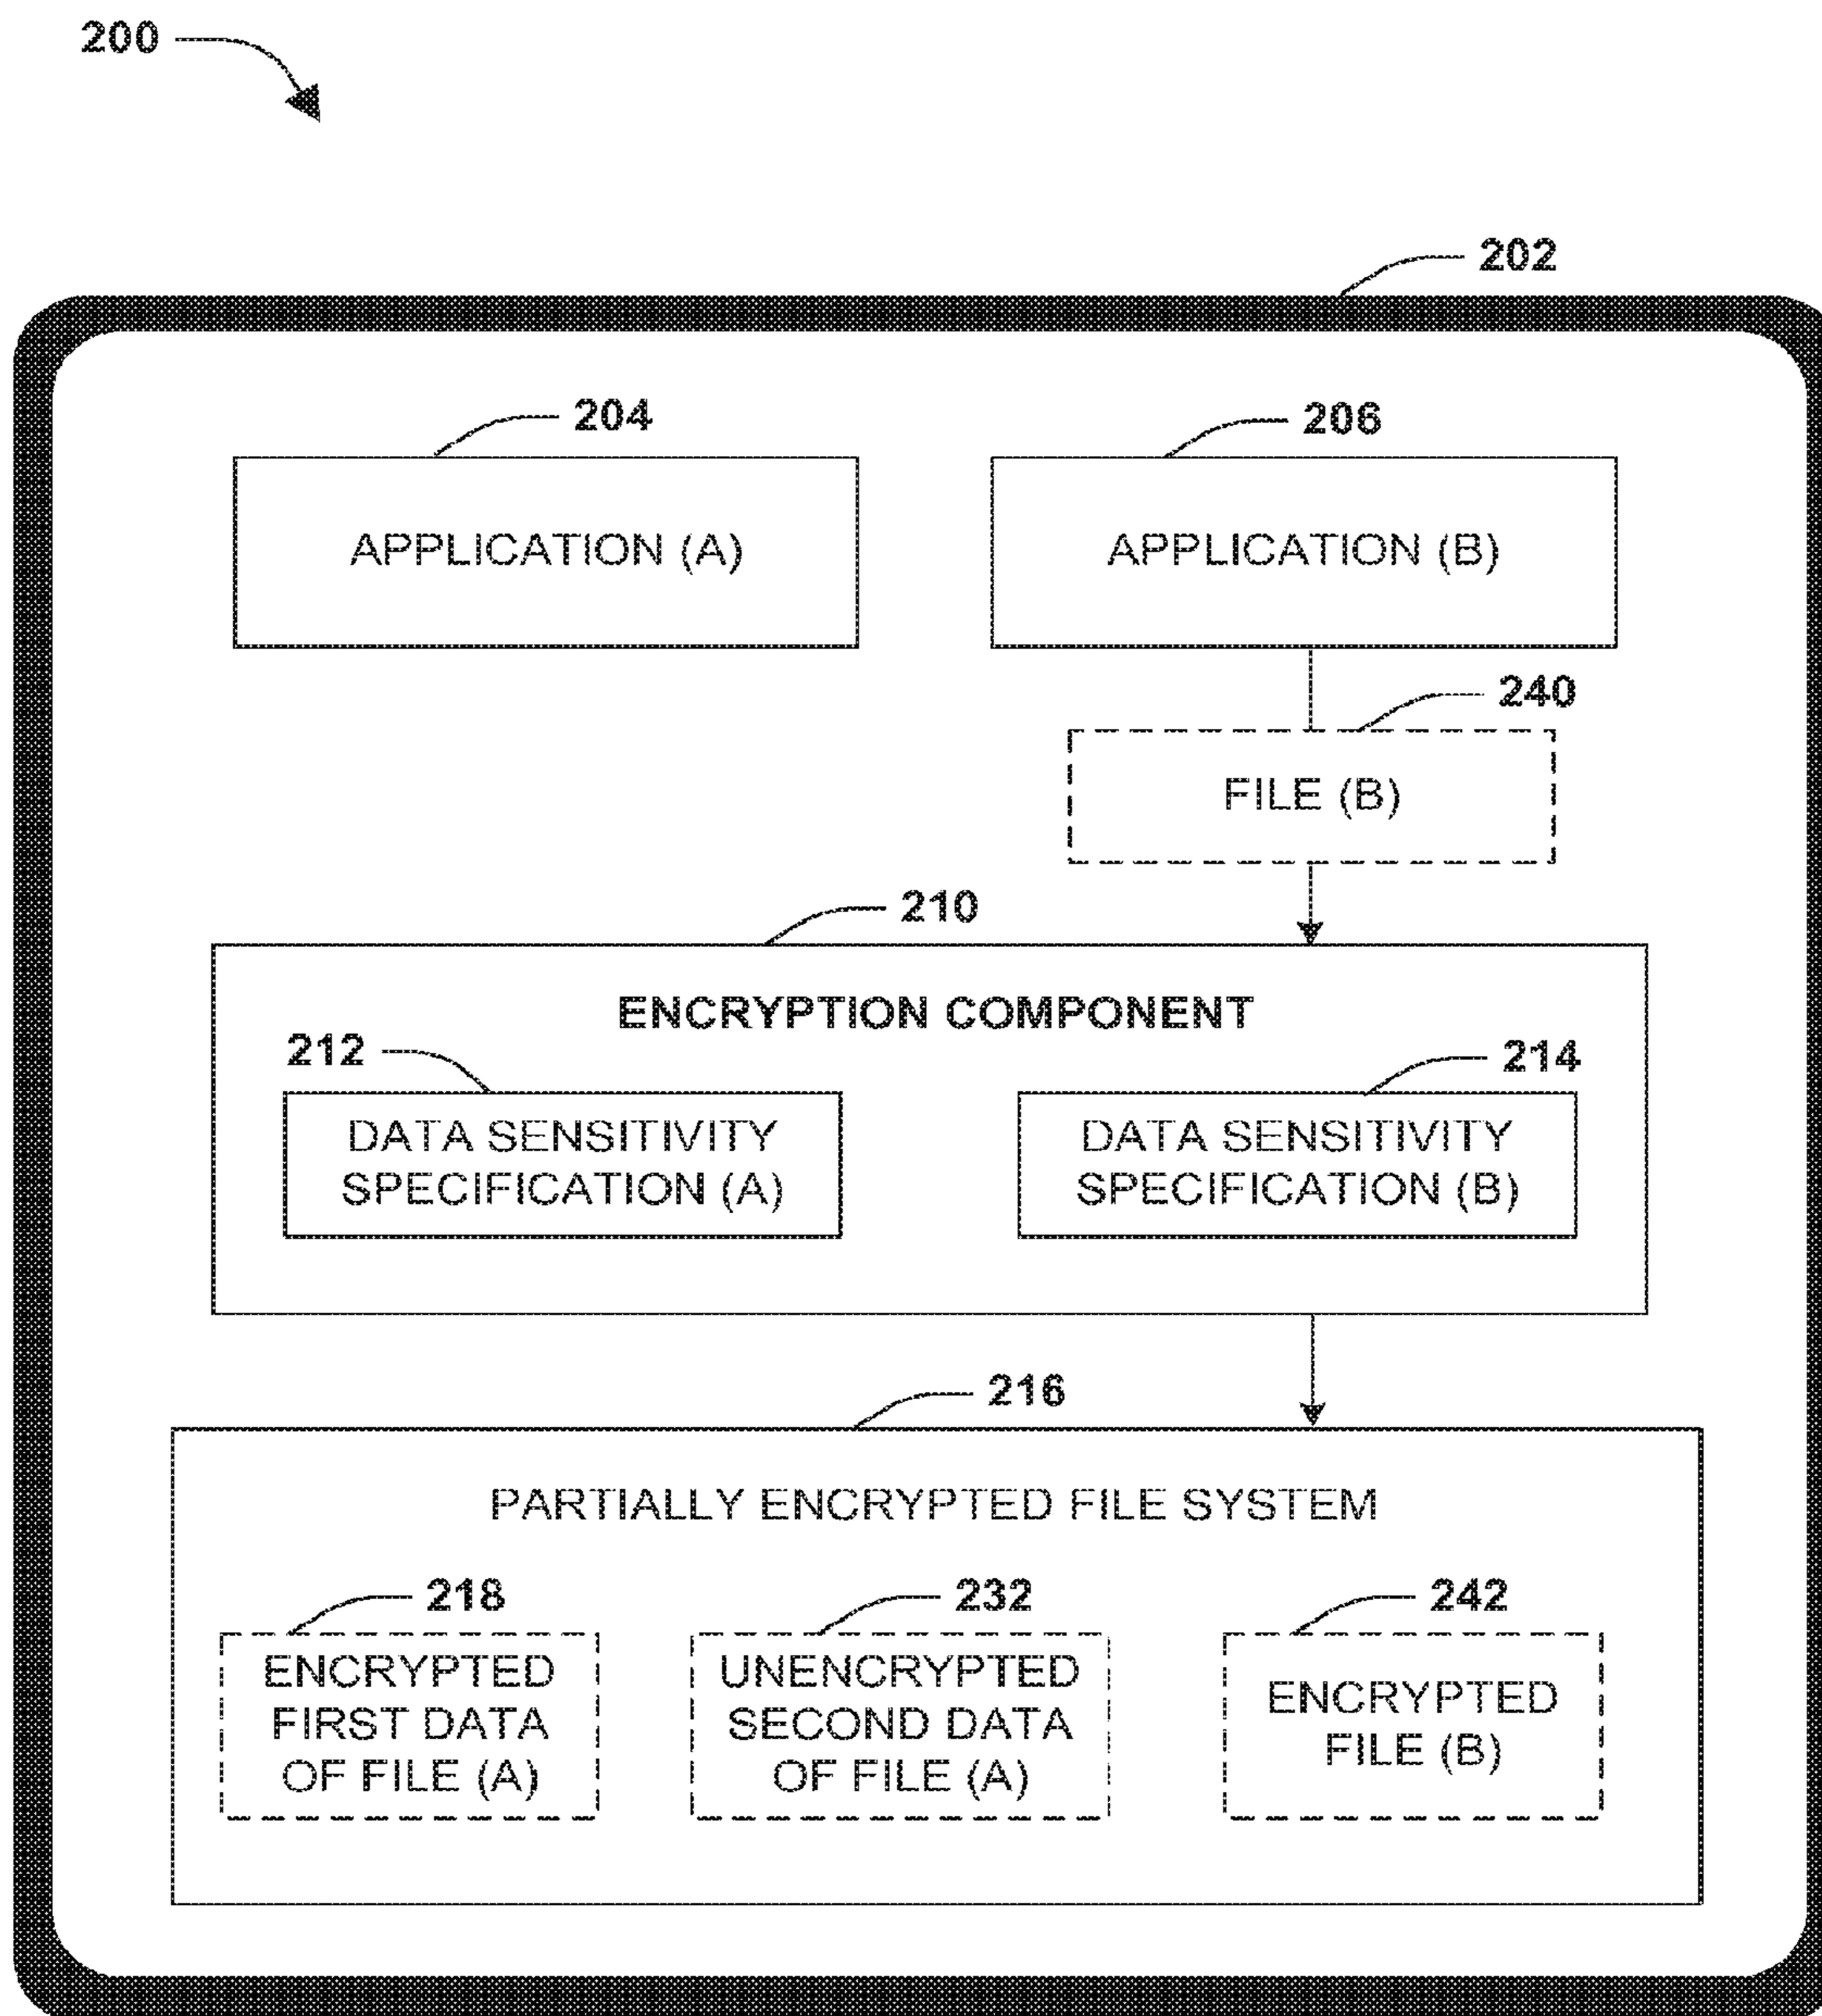 200
202
204
206
APPLICATION (A)
APPLICATION (B)
240
FILE (B)
210
ENCRYPTION COMPONENT
212
214
DATA SENSITIVITY
SPECIFICATION (A)
DATA SENSITIVITY
SPECIFICATION (B)
216
PARTIALLY ENCRYPTED FILE SYSTEM
218
232
242
ENCRYPTED
FIRST DATA
OF FILE (A)
UNENCRYPTED
SECOND DATA
OF FILE (A)
ENCRYPTED
FILE (B)